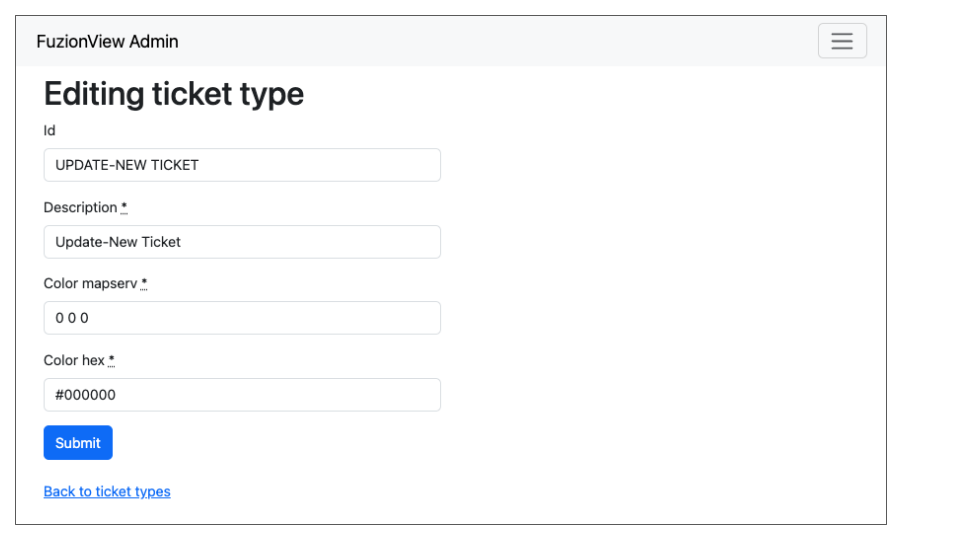 FuzionView Admin
Editing ticket type
Id
UPDATE-NEW TICKET
Description *
Update-New Ticket
Color mapserv *
0 0 0
Color hex *
#000000
Submit
Back to ticket types